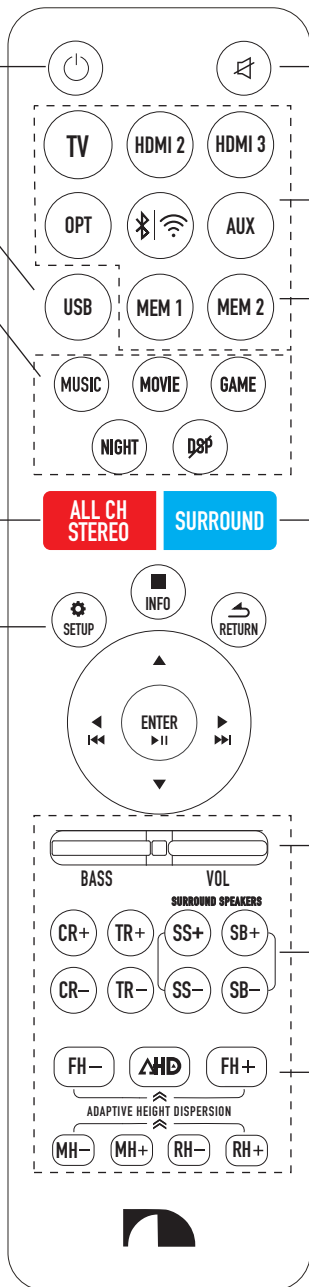 TV HDMI 2 HDMI 3
OPT AUX
USB MEM 1 MEM 2
MUSIC MOVIE GAME
NIGHT DSP
ALL CH
STEREO
SURROUND
INFO
SETUP RETURN
ENTER
BASS VOL
SURROUND SPEAKERS
CR+ TR+ SS+ SB+
CR− TR− SS− SB−
FH− AHD FH+
ADAPTIVE HEIGHT DISPERSION
MH− MH+ RH− RH+